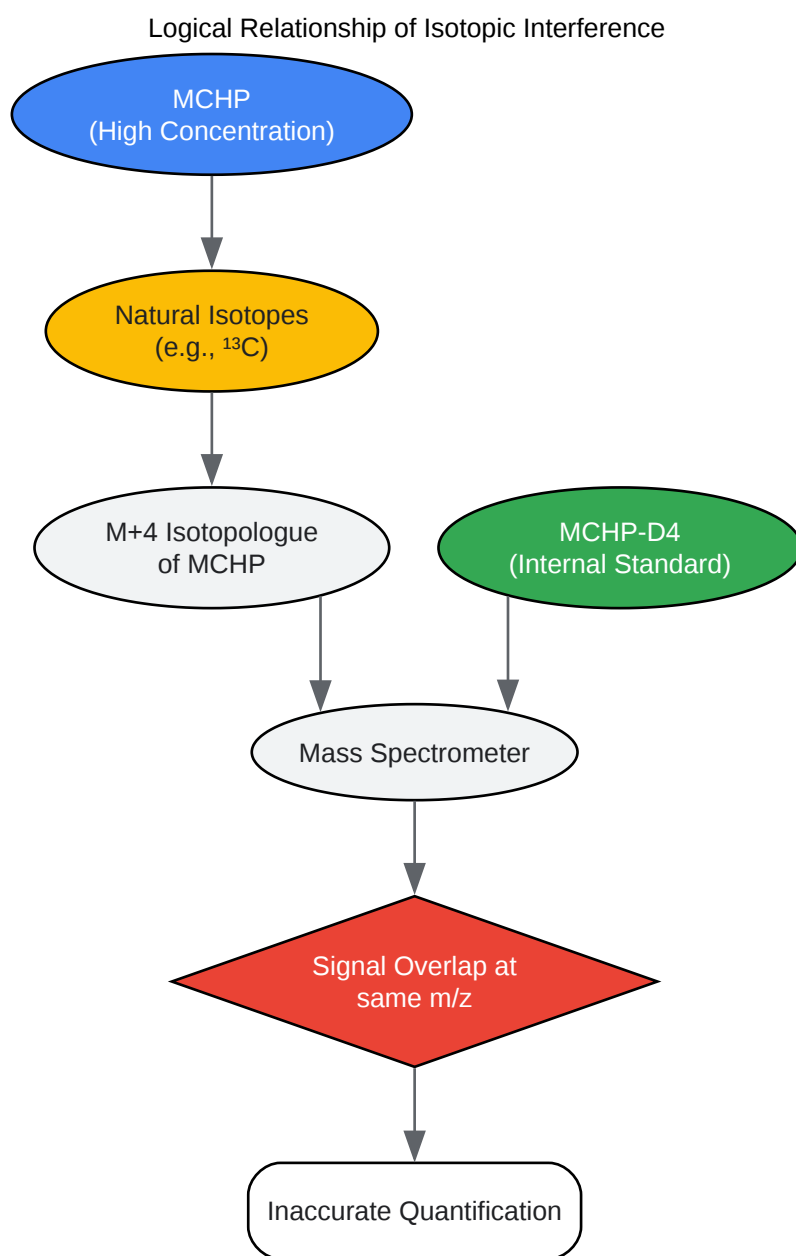 Logical Relationship of Isotopic Interference
MCHP
(High Concentration)
Natural Isotopes
(e.g., ¹³C)
M+4 Isotopologue
of MCHP
MCHP-D4
(Internal Standard)
Mass Spectrometer
Signal Overlap at
same m/z
Inaccurate Quantification